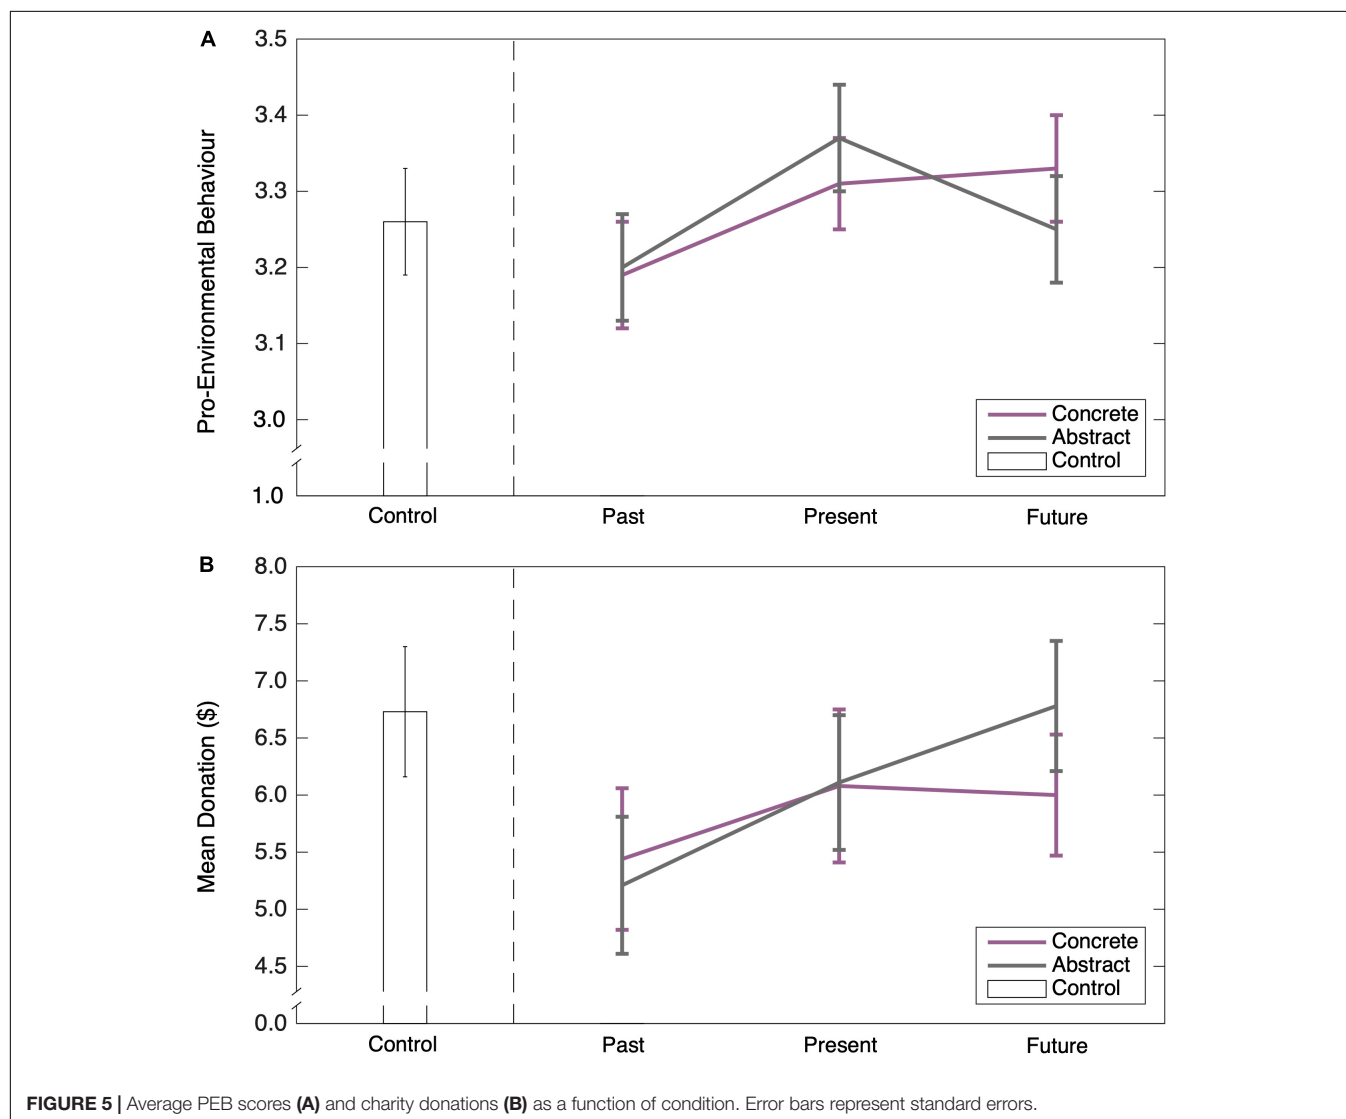 A
3.5
3.4
3.3
3.2
3.1
3.0
1.0
Pro-Environmental Behaviour
Concrete
Abstract
Control
Control Past Present Future
B
8.0
7.5
7.0
6.5
6.0
5.5
5.0
4.5
0.0
Mean Donation ($)
Concrete
Abstract
Control
Control Past Present Future
FIGURE 5 | Average PEB scores (A) and charity donations (B) as a function of condition. Error bars represent standard errors.